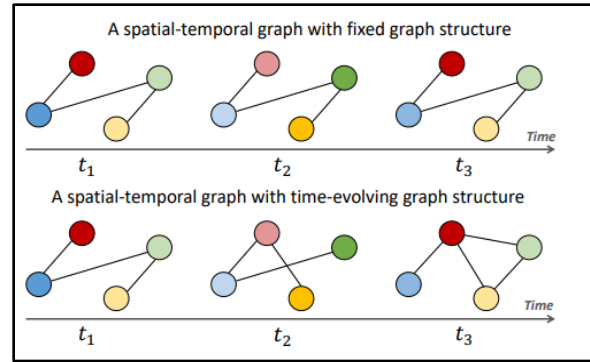 A spatial-temporal graph with fixed graph structure
Time
t1 t2 t3
A spatial-temporal graph with time-evolving graph structure
Time
t1 t2 t3